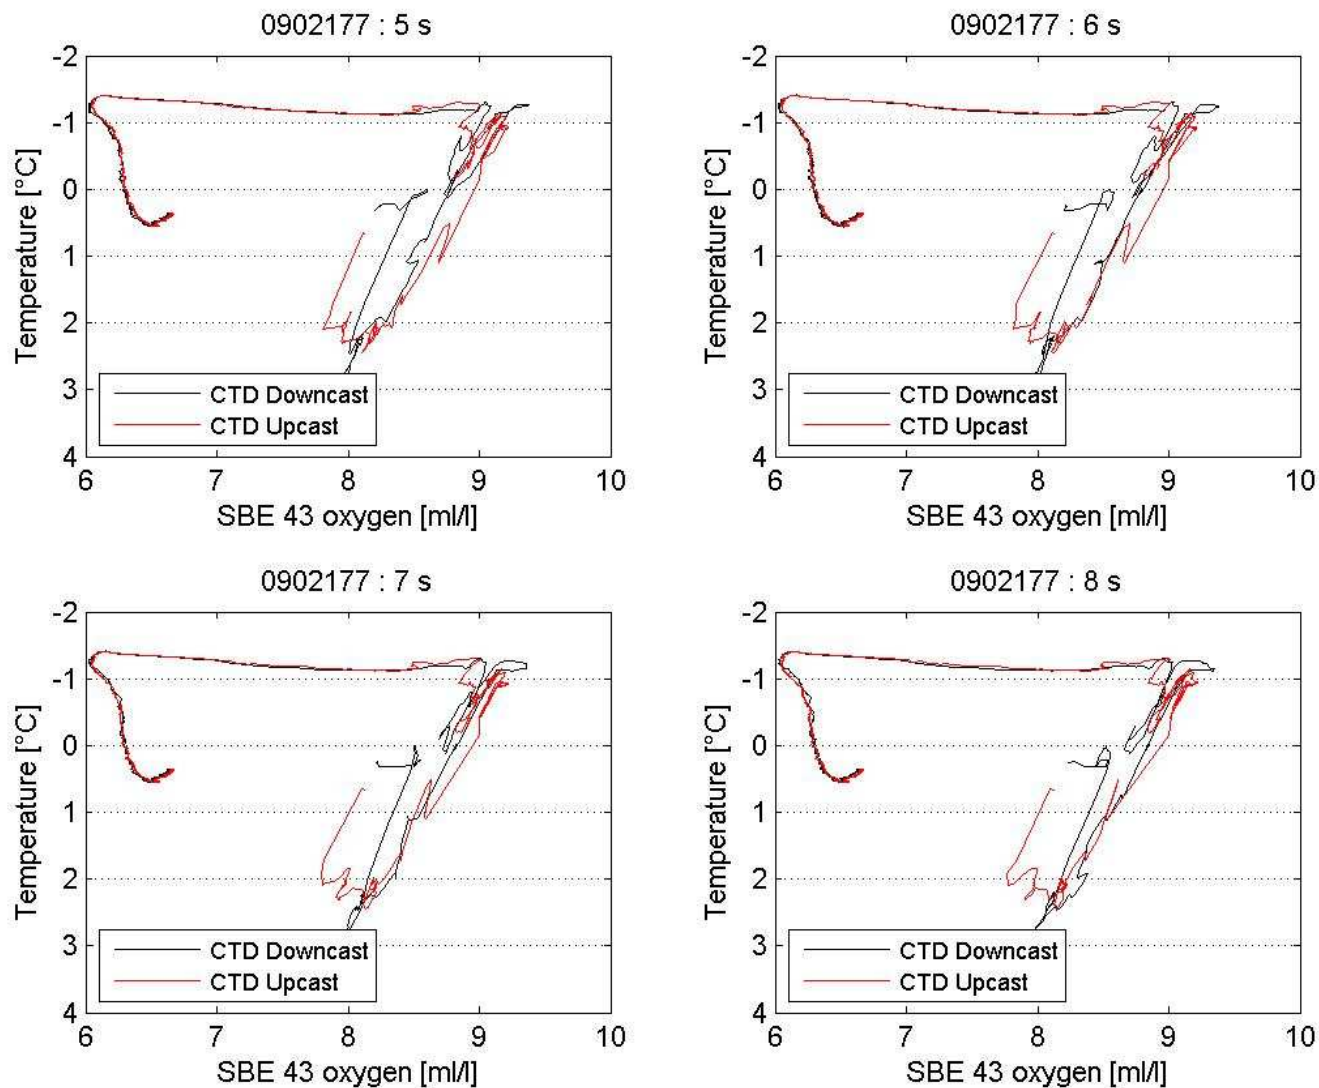 0902177 : 5 s
-2
-1
0
1
2
3
4
Temperature [°C]
CTD Downcast
CTD Upcast
6 7 8 9 10
SBE 43 oxygen [ml/l]
0902177 : 6 s
-2
-1
0
1
2
3
4
Temperature [°C]
CTD Downcast
CTD Upcast
6 7 8 9 10
SBE 43 oxygen [ml/l]
0902177 : 7 s
-2
-1
0
1
2
3
4
Temperature [°C]
CTD Downcast
CTD Upcast
6 7 8 9 10
SBE 43 oxygen [ml/l]
0902177 : 8 s
-2
-1
0
1
2
3
4
Temperature [°C]
CTD Downcast
CTD Upcast
6 7 8 9 10
SBE 43 oxygen [ml/l]